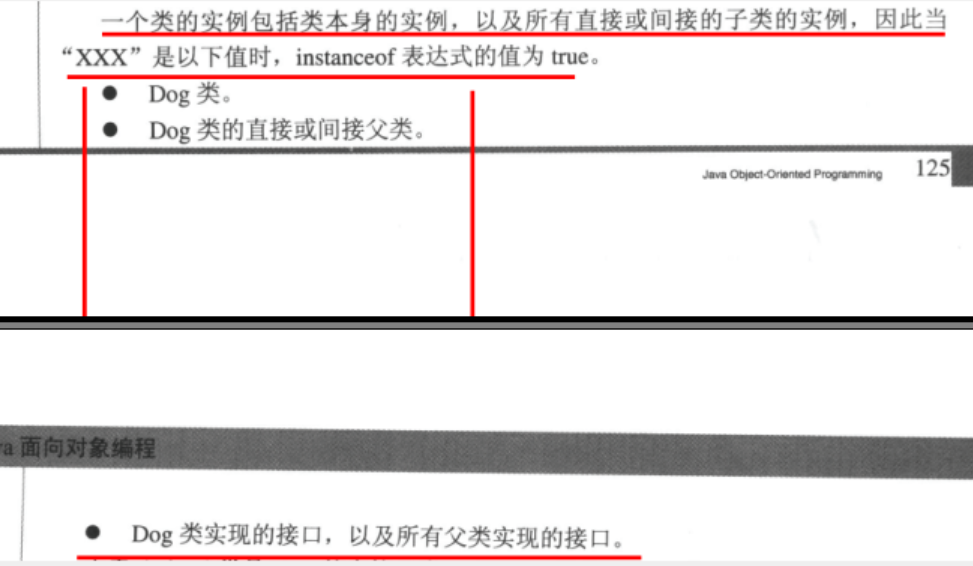 一个类的实例包括类本身的实例，以及所有直接或间接的子类的实例，因此当
“XXX”是以下值时，instanceof 表达式的值为 true。
● Dog 类。
● Dog 类的直接或间接父类。
Java Object-Oriented Programming 125
va 面向对象编程
● Dog 类实现的接口，以及所有父类实现的接口。